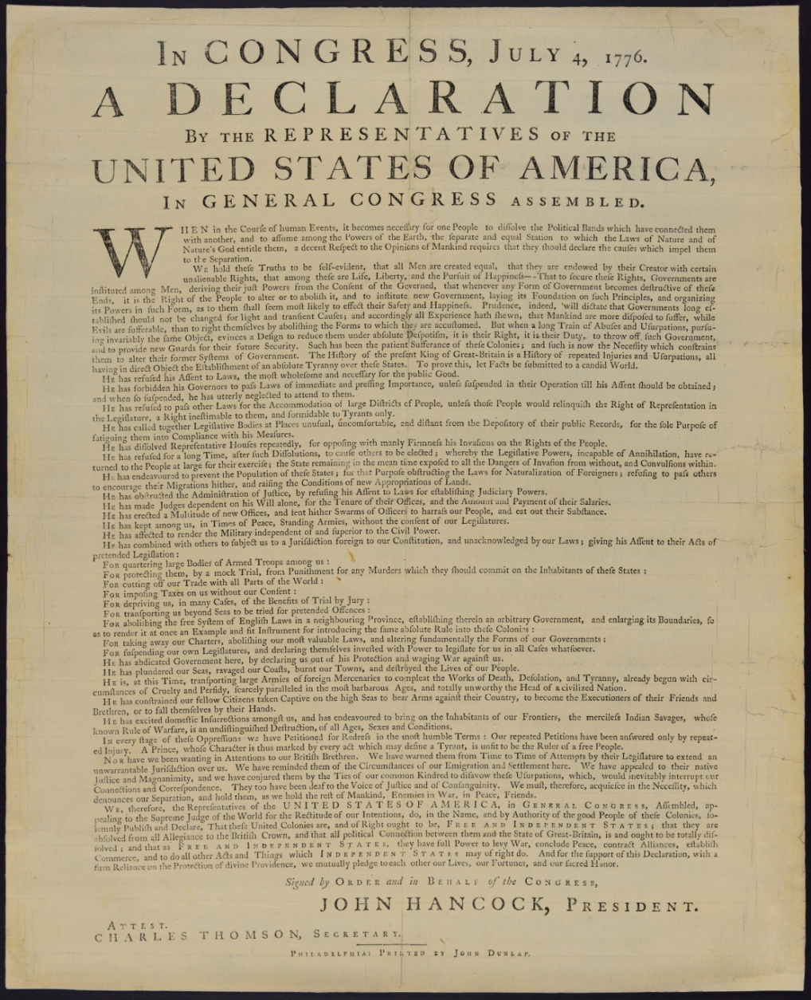 IN CONGRESS, JULY 4, 1776.
A DECLARATION
BY THE REPRESENTATIVES OF THE
UNITED STATES OF AMERICA,
IN GENERAL CONGRESS ASSEMBLED.
WHEN in the Courſe of human Events, it becomes neceſſary for one People to diſſolve the Political Bands which have connected them
with another, and to aſſume among the Powers of the Earth, the ſeparate and equal Station to which the Laws of Nature and of
Nature's God entitle them, a decent Reſpect to the Opinions of Mankind requires that they ſhould declare the cauſes which impel them
to the Separation.
WE hold theſe Truths to be ſelf-evident, that all Men are created equal, that they are endowed by their Creator with certain
unalienable Rights, that among theſe are Life, Liberty, and the Purſuit of Happineſs--That to ſecure theſe Rights, Governments are
inſtituted among Men, deriving their juſt Powers from the Conſent of the Governed, that whenever any Form of Government becomes deſtructive of theſe
Ends, it is the Right of the People to alter or to aboliſh it, and to inſtitute new Government, laying its Foundation on ſuch Principles, and organizing
its Powers in ſuch Form, as to them ſhall ſeem moſt likely to effect their Safety and Happineſs. Prudence, indeed, will dictate that Governments long eſ-
tabliſhed ſhould not be changed for light and tranſient Cauſes; and accordingly all Experience hath ſhewn, that Mankind are more diſpoſed to ſuffer, while
Evils are ſufferable, than to right themſelves by aboliſhing the Forms to which they are accuſtomed. But when a long Train of Abuſes and Uſurpations, purſu-
ing invariably the ſame Object, evinces a Deſign to reduce them under abſolute Deſpotiſm, it is their Right, it is their Duty, to throw off ſuch Government,
and to provide new Guards for their future Security. Such has been the patient Sufferance of theſe Colonies; and ſuch is now the Neceſſity which conſtrains
them to alter their former Syſtems of Government. The Hiſtory of the preſent King of Great-Britain is a Hiſtory of repeated Injuries and Uſurpations, all
having in direct Object the Eſtabliſhment of an abſolute Tyranny over theſe States. To prove this, let Facts be ſubmitted to a candid World.
HE has refuſed his Aſſent to Laws, the moſt wholeſome and neceſſary for the public Good.
HE has forbidden his Governors to paſs Laws of immediate and preſſing Importance, unleſs ſuſpended in their Operation till his Aſſent ſhould be obtained;
and when ſo ſuſpended, he has utterly neglected to attend to them.
HE has refuſed to paſs other Laws for the Accommodation of large Diſtricts of People, unleſs thoſe People would relinquiſh the Right of Repreſentation in
the Legiſlature, a Right ineſtimable to them, and formidable to Tyrants only.
HE has called together Legiſlative Bodies at Places unuſual, uncomfortable, and diſtant from the Depoſitory of their public Records, for the ſole Purpoſe of
fatiguing them into Compliance with his Meaſures.
HE has diſſolved Repreſentative Houſes repeatedly, for oppoſing with manly Firmneſs his Invaſions on the Rights of the People.
HE has refuſed for a long Time, after ſuch Diſſolutions, to cauſe others to be elected; whereby the Legiſlative Powers, incapable of Annihilation, have re-
turned to the People at large for their exerciſe; the State remaining in the mean time expoſed to all the Dangers of Invaſion from without, and Convulſions within.
HE has endeavoured to prevent the Population of theſe States; for that Purpoſe obſtructing the Laws for Naturalization of Foreigners; refuſing to paſs others
to encourage their Migrations hither, and raiſing the Conditions of new Appropriations of Lands.
HE has obſtructed the Adminiſtration of Juſtice, by refuſing his Aſſent to Laws for eſtabliſhing Judiciary Powers.
HE has made Judges dependent on his Will alone, for the Tenure of their Offices, and the Amount and Payment of their Salaries.
HE has erected a Multitude of new Offices, and ſent hither Swarms of Officers to harraſs our People, and eat out their Subſtance.
HE has kept among us, in Times of Peace, Standing Armies, without the conſent of our Legiſlatures.
HE has affected to render the Military independent of and ſuperior to the Civil Power.
HE has combined with others to ſubject us to a Juriſdiction foreign to our Conſtitution, and unacknowledged by our Laws; giving his Aſſent to their Acts of
pretended Legiſlation:
FOR quartering large Bodies of Armed Troops among us:
FOR protecting them, by a mock Trial, from Puniſhment for any Murders which they ſhould commit on the Inhabitants of theſe States:
FOR cutting off our Trade with all Parts of the World:
FOR impoſing Taxes on us without our Conſent:
FOR depriving us, in many Caſes, of the Benefits of Trial by Jury:
FOR tranſporting us beyond Seas to be tried for pretended Offences:
FOR aboliſhing the free Syſtem of Engliſh Laws in a neighbouring Province, eſtabliſhing therein an arbitrary Government, and enlarging its Boundaries, ſo
as to render it at once an Example and fit Inſtrument for introducing the ſame abſolute Rule into theſe Colonies:
FOR taking away our Charters, aboliſhing our moſt valuable Laws, and altering fundamentally the Forms of our Governments:
FOR ſuſpending our own Legiſlatures, and declaring themſelves inveſted with Power to legiſlate for us in all Caſes whatſoever.
HE has abdicated Government here, by declaring us out of his Protection and waging War againſt us.
HE has plundered our Seas, ravaged our Coaſts, burnt our Towns, and deſtroyed the Lives of our People.
HE is, at this Time, tranſporting large Armies of foreign Mercenaries to compleat the Works of Death, Deſolation, and Tyranny, already begun with cir-
cumſtances of Cruelty and Perfidy, ſcarcely paralleled in the moſt barbarous Ages, and totally unworthy the Head of a civilized Nation.
HE has conſtrained our fellow Citizens taken Captive on the high Seas to bear Arms againſt their Country, to become the Executioners of their Friends and
Brethren, or to fall themſelves by their Hands.
HE has excited domeſtic Inſurrections amongſt us, and has endeavoured to bring on the Inhabitants of our Frontiers, the mercileſs Indian Savages, whoſe
known Rule of Warfare, is an undiſtinguiſhed Deſtruction, of all Ages, Sexes and Conditions.
IN every ſtage of theſe Oppreſſions we have Petitioned for Redreſs in the moſt humble Terms: Our repeated Petitions have been anſwered only by repeat-
ed Injury. A Prince, whoſe Character is thus marked by every act which may define a Tyrant, is unfit to be the Ruler of a free People.
NOR have we been wanting in Attentions to our Britiſh Brethren. We have warned them from Time to Time of Attempts by their Legiſlature to extend an
unwarrantable Juriſdiction over us. We have reminded them of the Circumſtances of our Emigration and Settlement here. We have appealed to their native
Juſtice and Magnanimity, and we have conjured them by the Ties of our common Kindred to diſavow theſe Uſurpations, which, would inevitably interrupt our
Connections and Correſpondence. They too have been deaf to the Voice of Juſtice and of Conſanguinity. We muſt, therefore, acquieſce in the Neceſſity, which
denounces our Separation, and hold them, as we hold the reſt of Mankind, Enemies in War, in Peace, Friends.
WE, therefore, the Repreſentatives of the UNITED STATES OF AMERICA, in GENERAL CONGRESS, Aſſembled, ap-
pealing to the Supreme Judge of the World for the Rectitude of our Intentions, do, in the Name, and by Authority of the good People of theſe Colonies, ſo-
lemnly Publiſh and Declare, That theſe United Colonies are, and of Right ought to be, FREE AND INDEPENDENT STATES; that they are
abſolved from all Allegiance to the Britiſh Crown, and that all political Connection between them and the State of Great-Britain, is and ought to be totally diſ-
ſolved; and that as FREE AND INDEPENDENT STATES, they have full Power to levy War, conclude Peace, contract Alliances, eſtabliſh
Commerce, and to do all other Acts and Things which INDEPENDENT STATES may of right do. And for the ſupport of this Declaration, with a
firm Reliance on the Protection of divine Providence, we mutually pledge to each other our Lives, our Fortunes, and our ſacred Honor.
Signed by ORDER and in BEHALF of the CONGRESS,
JOHN HANCOCK, PRESIDENT.
ATTEST.
CHARLES THOMSON, SECRETARY.
PHILADELPHIA: PRINTED BY JOHN DUNLAP.